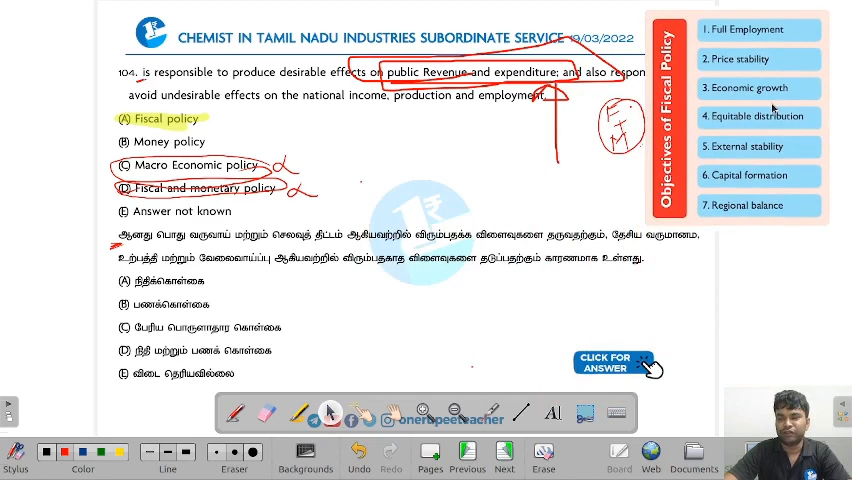 CHEMIST IN TAMIL NADU INDUSTRIES SUBORDINATE SERVICE 19/03/2022
104. is responsible to produce desirable effects on public Revenue and expenditure; and also respon
avoid undesirable effects on the national income, production and employment.
(A) Fiscal policy
(B) Money policy
(C) Macro Economic policy
(D) Fiscal and monetary policy
(E) Answer not known
F.
+
M
ஆனது பொது வருவாய் மற்றும் செலவுத் திட்டம் ஆகியவற்றில் விரும்பதக்க விளைவுகளை தருவதற்கும், தேசிய வருமானம்,
உற்பத்தி மற்றும் வேலைவாய்ப்பு ஆகியவற்றில் விரும்பதகாத விளைவுகளை தடுப்பதற்கும் காரணமாக உள்ளது.
(A) நிதிக்கொள்கை
(B) பணக்கொள்கை
(C) பேரிய பொருளாதார கொள்கை
(D) நிதி மற்றும் பணக் கொள்கை
(E) விடை தெரியவில்லை
Objectives of Fiscal Policy
1. Full Employment
2. Price stability
3. Economic growth
4. Equitable distribution
5. External stability
6. Capital formation
7. Regional balance
CLICK FOR
ANSWER
onerupeeteacher
Stylus
Color
Line
Eraser
Backgrounds
Undo
Redo
Pages
Previous
Next
Erase
Board
Web
Documents